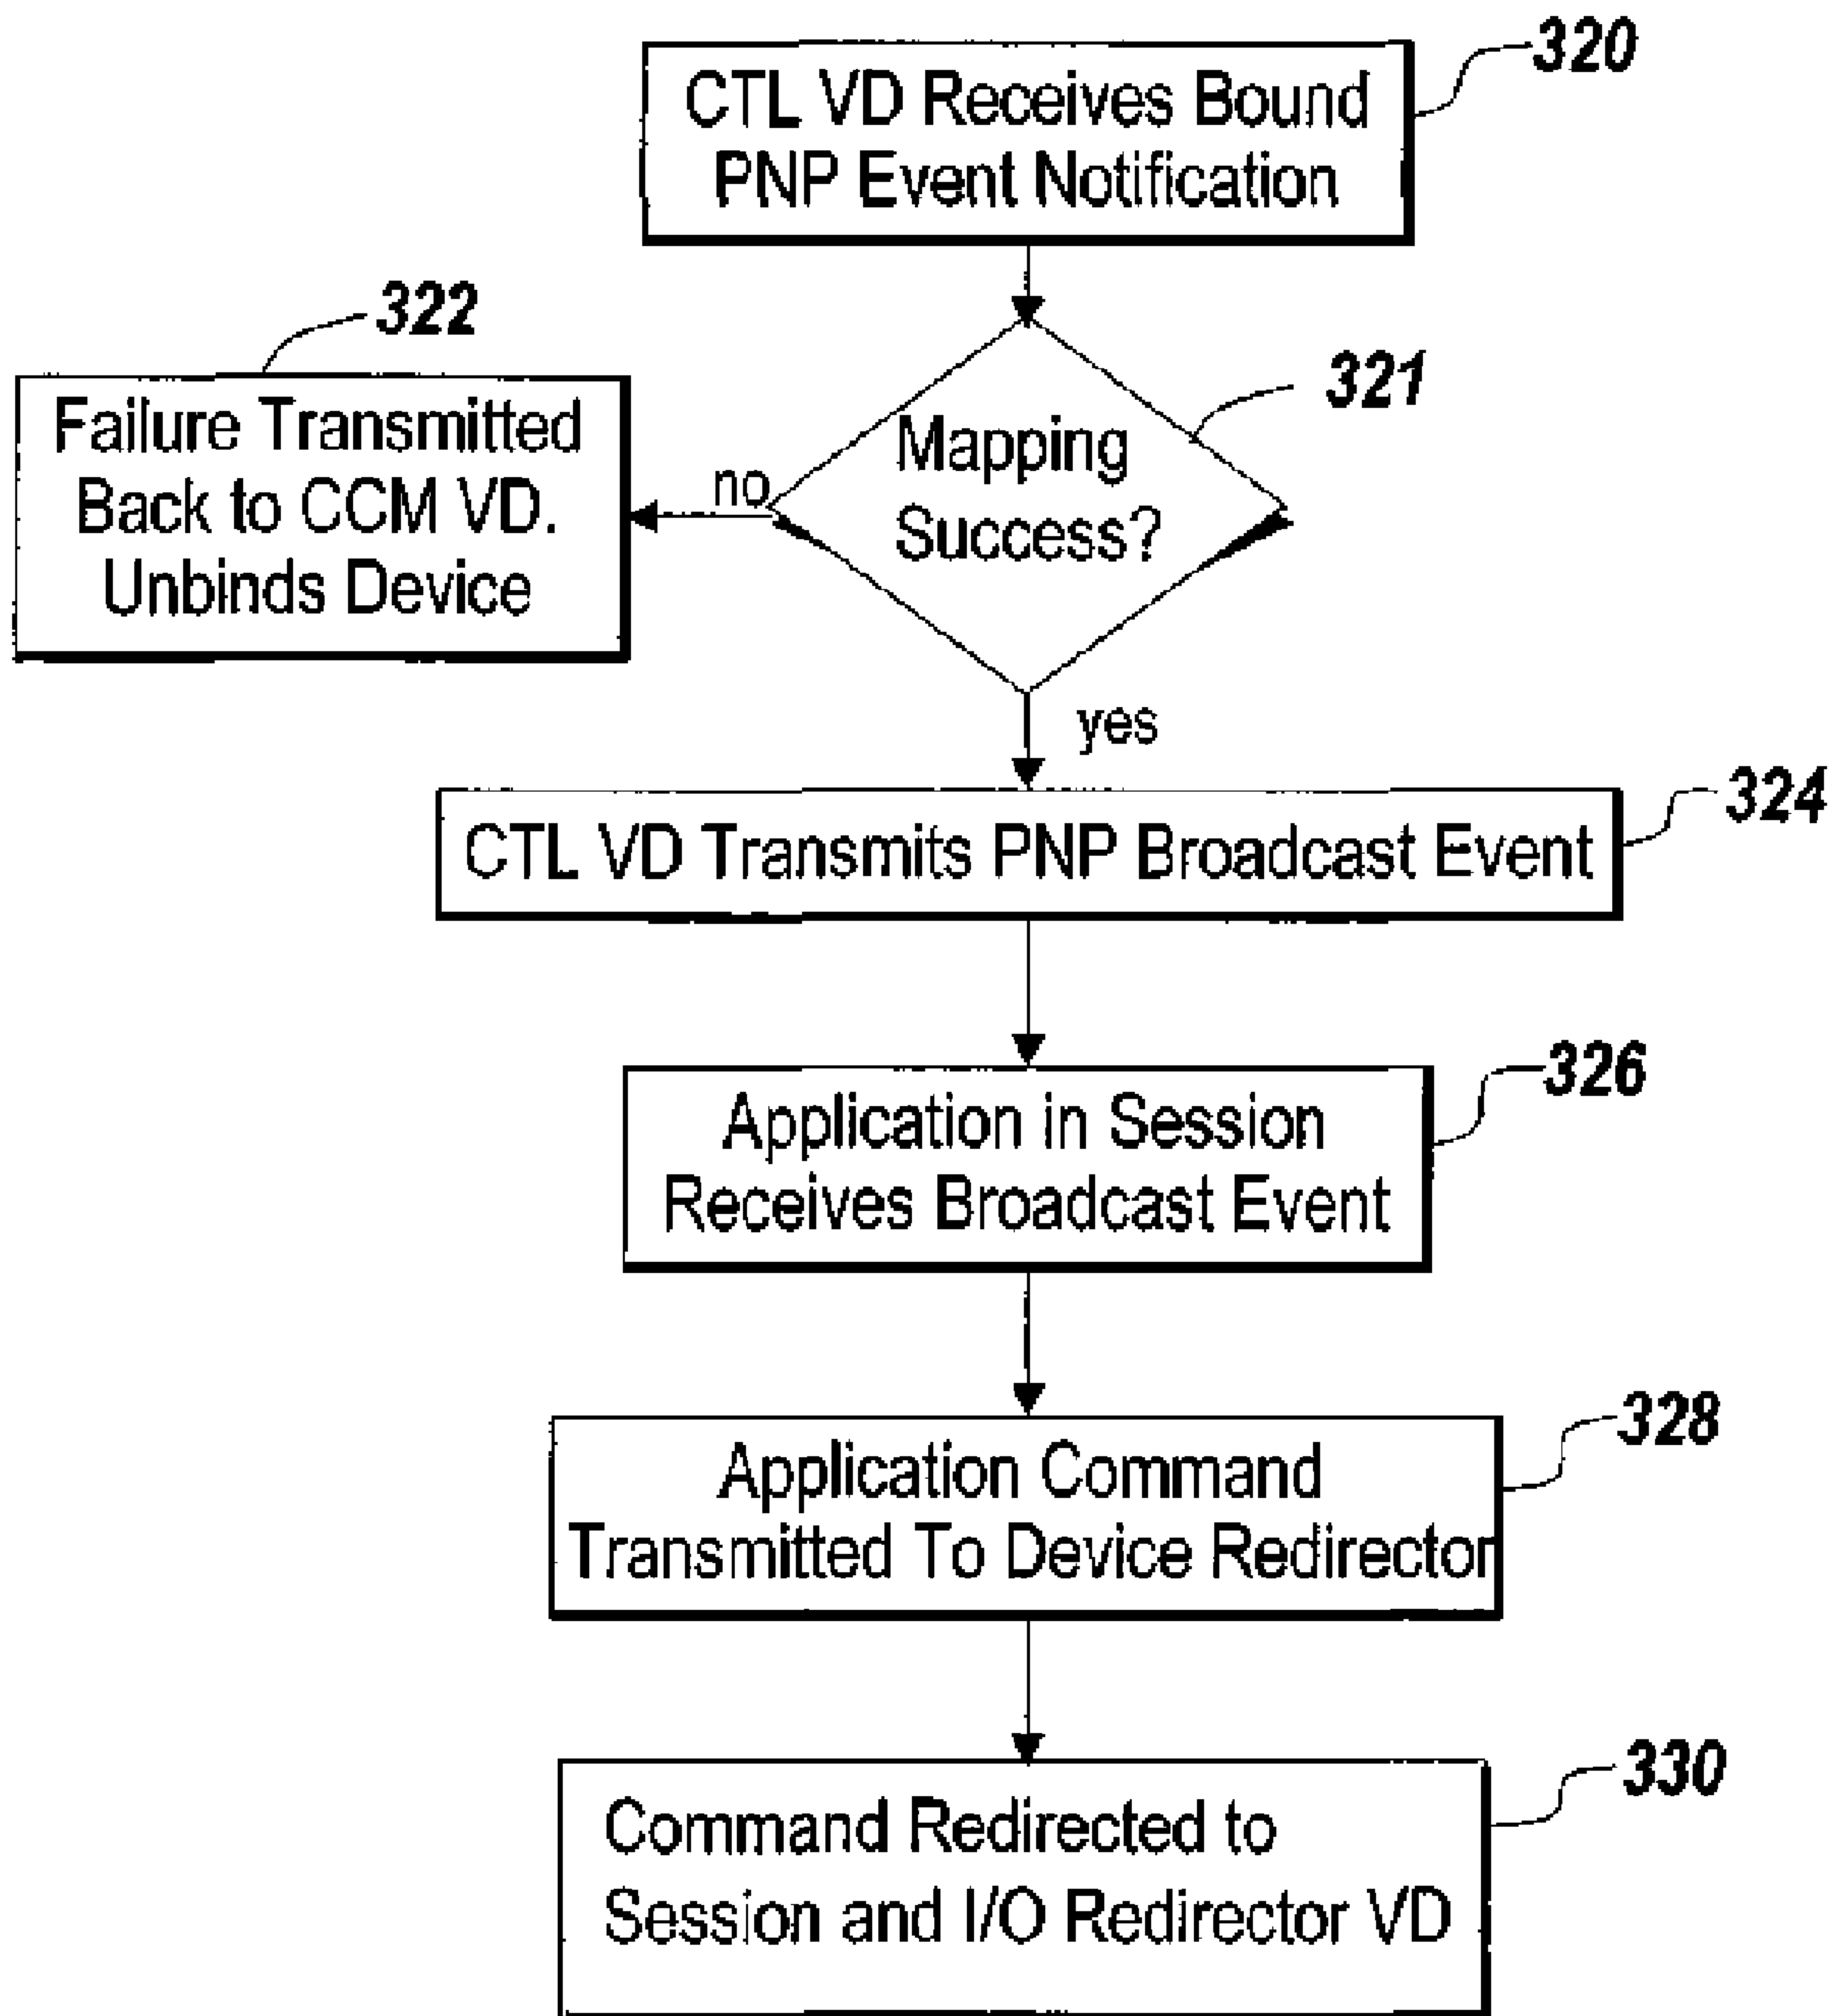 320
CTL VD Receives Bound
PNP Event Notification
322
Failure Transmitted
Back to CCM VD.
Unbinds Device
no
321
Mapping
Success?
yes
324
CTL VD Transmits PNP Broadcast Event
326
Application in Session
Receives Broadcast Event
328
Application Command
Transmitted To Device Redirector
330
Command Redirected to
Session and I/O Redirector VD